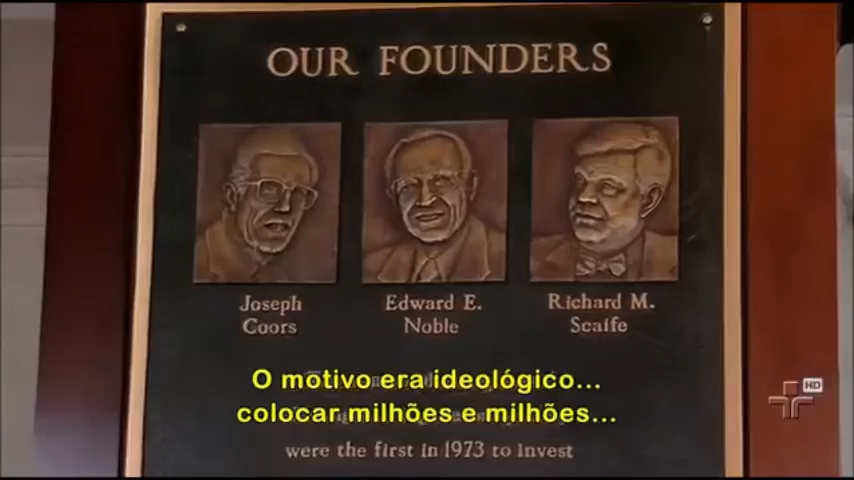 OUR FOUNDERS
Joseph
Coors
Edward E.
Noble
Richard M.
Scaife
O motivo era ideológico...
colocar milhões e milhões...
were the first in 1973 to invest
HD